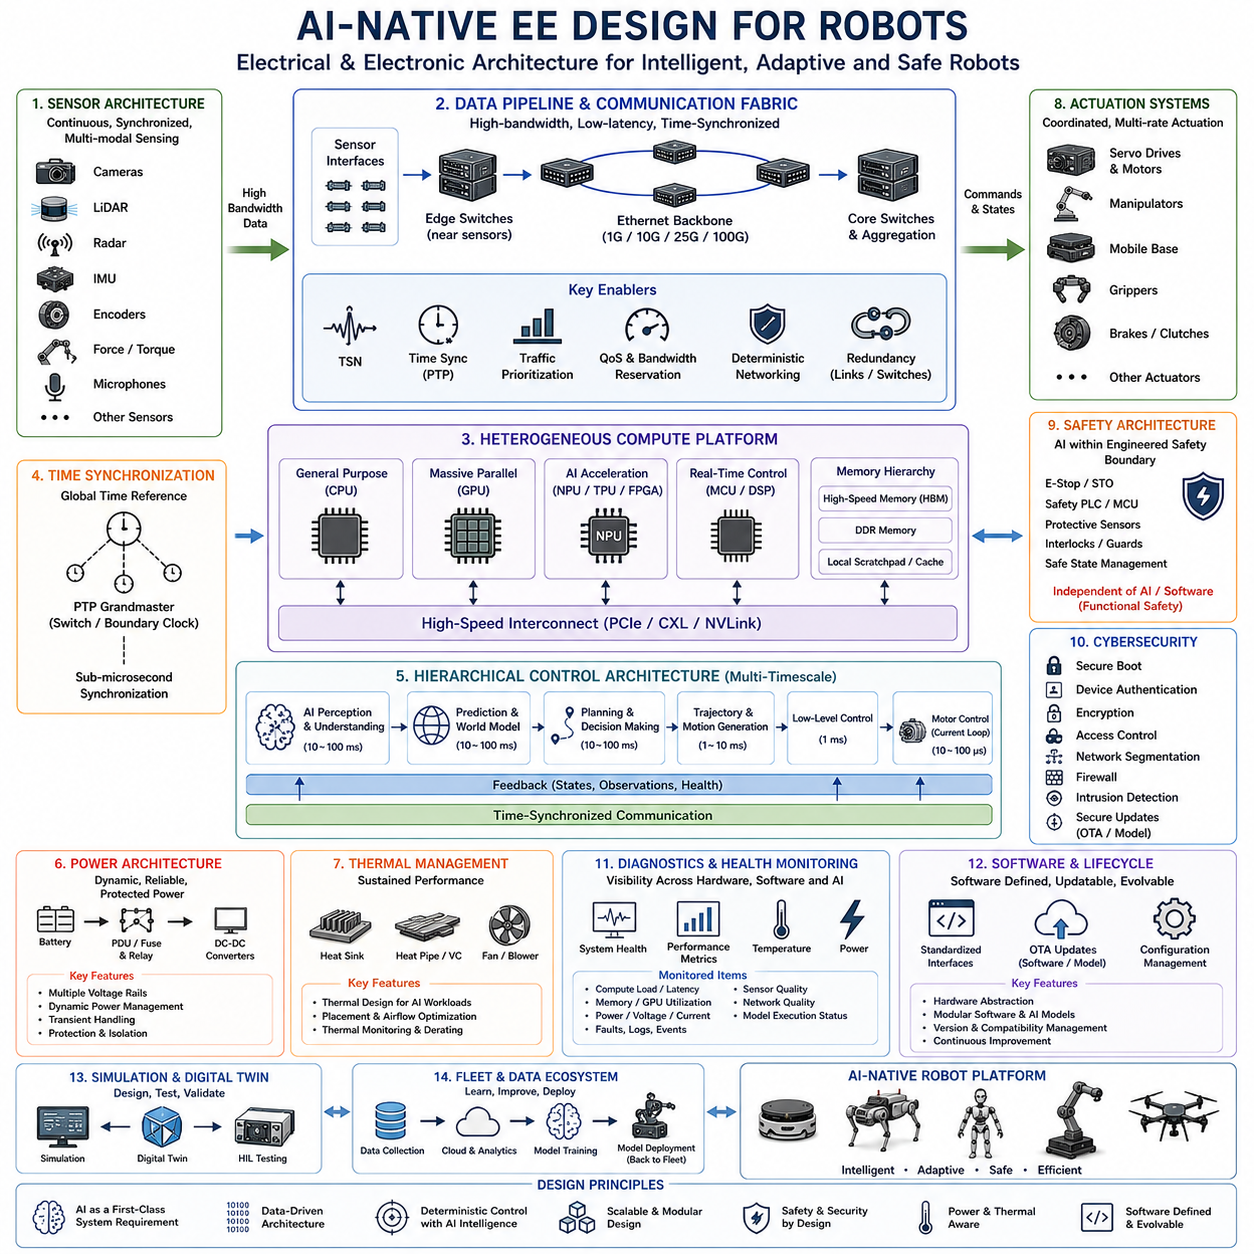 AI-NATIVE EE DESIGN FOR ROBOTS
Electrical & Electronic Architecture for Intelligent, Adaptive and Safe Robots
1. SENSOR ARCHITECTURE
Continuous, Synchronized,
Multi-modal Sensing
Cameras
LiDAR
Radar
IMU
Encoders
Force / Torque
Microphones
Other Sensors
High
Bandwidth
Data
2. DATA PIPELINE & COMMUNICATION FABRIC
High-bandwidth, Low-latency, Time-Synchronized
Sensor
Interfaces
Edge Switches
(near sensors)
Ethernet Backbone
(1G / 10G / 25G / 100G)
Core Switches
& Aggregation
Key Enablers
TSN
Time Sync
(PTP)
Traffic
Prioritization
QoS & Bandwidth
Reservation
Deterministic
Networking
Redundancy
(Links / Switches)
Commands
& States
8. ACTUATION SYSTEMS
Coordinated, Multi-rate Actuation
Servo Drives
& Motors
Manipulators
Mobile Base
Grippers
Brakes / Clutches
Other Actuators
3. HETEROGENEOUS COMPUTE PLATFORM
General Purpose
(CPU)
Massive Parallel
(GPU)
AI Acceleration
(NPU / TPU / FPGA)
NPU
Real-Time Control
(MCU / DSP)
Memory Hierarchy
High-Speed Memory (HBM)
DDR Memory
Local Scratchpad / Cache
High-Speed Interconnect (PCIe / CXL / NVLink)
4. TIME SYNCHRONIZATION
Global Time Reference
PTP Grandmaster
(Switch / Boundary Clock)
Sub-microsecond
Synchronization
9. SAFETY ARCHITECTURE
AI within Engineered Safety
Boundary
E-Stop / STO
Safety PLC / MCU
Protective Sensors
Interlocks / Guards
Safe State Management
Independent of AI / Software
(Functional Safety)
5. HIERARCHICAL CONTROL ARCHITECTURE (Multi-Timescale)
AI Perception
& Understanding
(10~100 ms)
Prediction &
World Model
(10~100 ms)
Planning &
Decision Making
(10~100 ms)
Trajectory &
Motion Generation
(1~10 ms)
Low-Level Control
(1 ms)
Motor Control
(Current Loop)
(10~100 µs)
Feedback (States, Observations, Health)
Time-Synchronized Communication
10. CYBERSECURITY
Secure Boot
Device Authentication
Encryption
Access Control
Network Segmentation
Firewall
Intrusion Detection
Secure Updates
(OTA / Model)
6. POWER ARCHITECTURE
Dynamic, Reliable,
Protected Power
Battery
PDU / Fuse
& Relay
DC-DC
Converters
Key Features
• Multiple Voltage Rails
• Dynamic Power Management
• Transient Handling
• Protection & Isolation
7. THERMAL MANAGEMENT
Sustained Performance
Heat Sink
Heat Pipe / VC
Fan / Blower
Key Features
• Thermal Design for AI Workloads
• Placement & Airflow Optimization
• Thermal Monitoring & Derating
11. DIAGNOSTICS & HEALTH MONITORING
Visibility Across Hardware, Software and AI
System Health
Performance
Metrics
Temperature
Power
Monitored Items
• Compute Load / Latency
• Memory / GPU Utilization
• Power / Voltage / Current
• Faults, Logs, Events
• Sensor Quality
• Network Quality
• Model Execution Status
12. SOFTWARE & LIFECYCLE
Software Defined, Updatable, Evolvable
</>
Standardized
Interfaces
OTA Updates
(Software / Model)
Configuration
Management
Key Features
• Hardware Abstraction
• Modular Software & AI Models
• Version & Compatibility Management
• Continuous Improvement
13. SIMULATION & DIGITAL TWIN
Design, Test, Validate
Simulation
Digital Twin
HIL Testing
14. FLEET & DATA ECOSYSTEM
Learn, Improve, Deploy
Data Collection
Cloud & Analytics
Model Training
Model Deployment
(Back to Fleet)
AI-NATIVE ROBOT PLATFORM
Intelligent • Adaptive • Safe • Efficient
DESIGN PRINCIPLES
AI as a First-Class
System Requirement
10100
10100
10100
10100
Data-Driven
Architecture
Deterministic Control
with AI Intelligence
Scalable & Modular
Design
Safety & Security
by Design
Power & Thermal
Aware
</>
Software Defined
& Evolvable